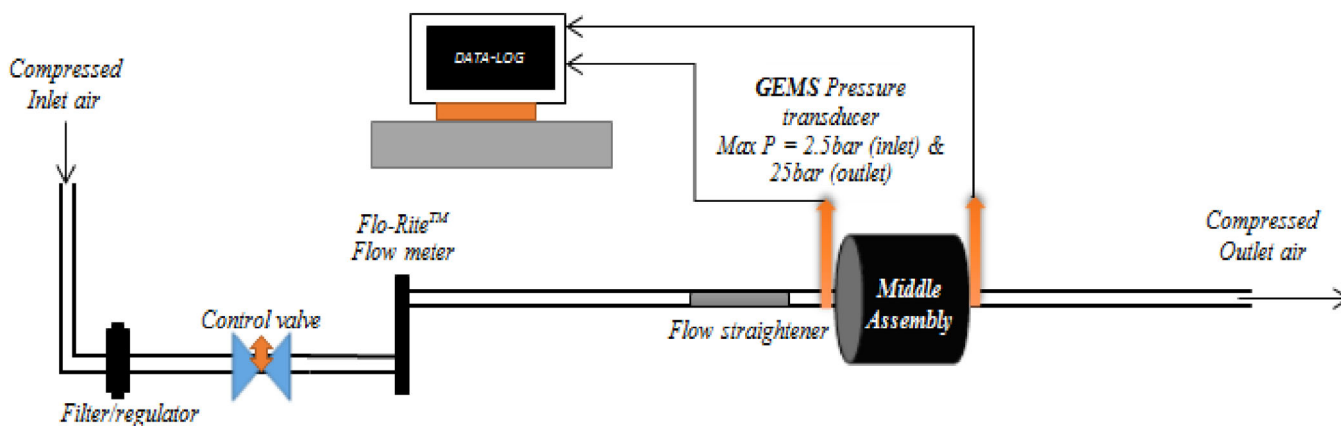 DATA-LOG
Compressed
Inlet air
GEMS Pressure
transducer
Max P = 2.5bar (inlet) &
25bar (outlet)
Flo-Rite™
Flow meter
Compressed
Outlet air
Control valve
Flow straightener
Middle
Assembly
Filter/regulator